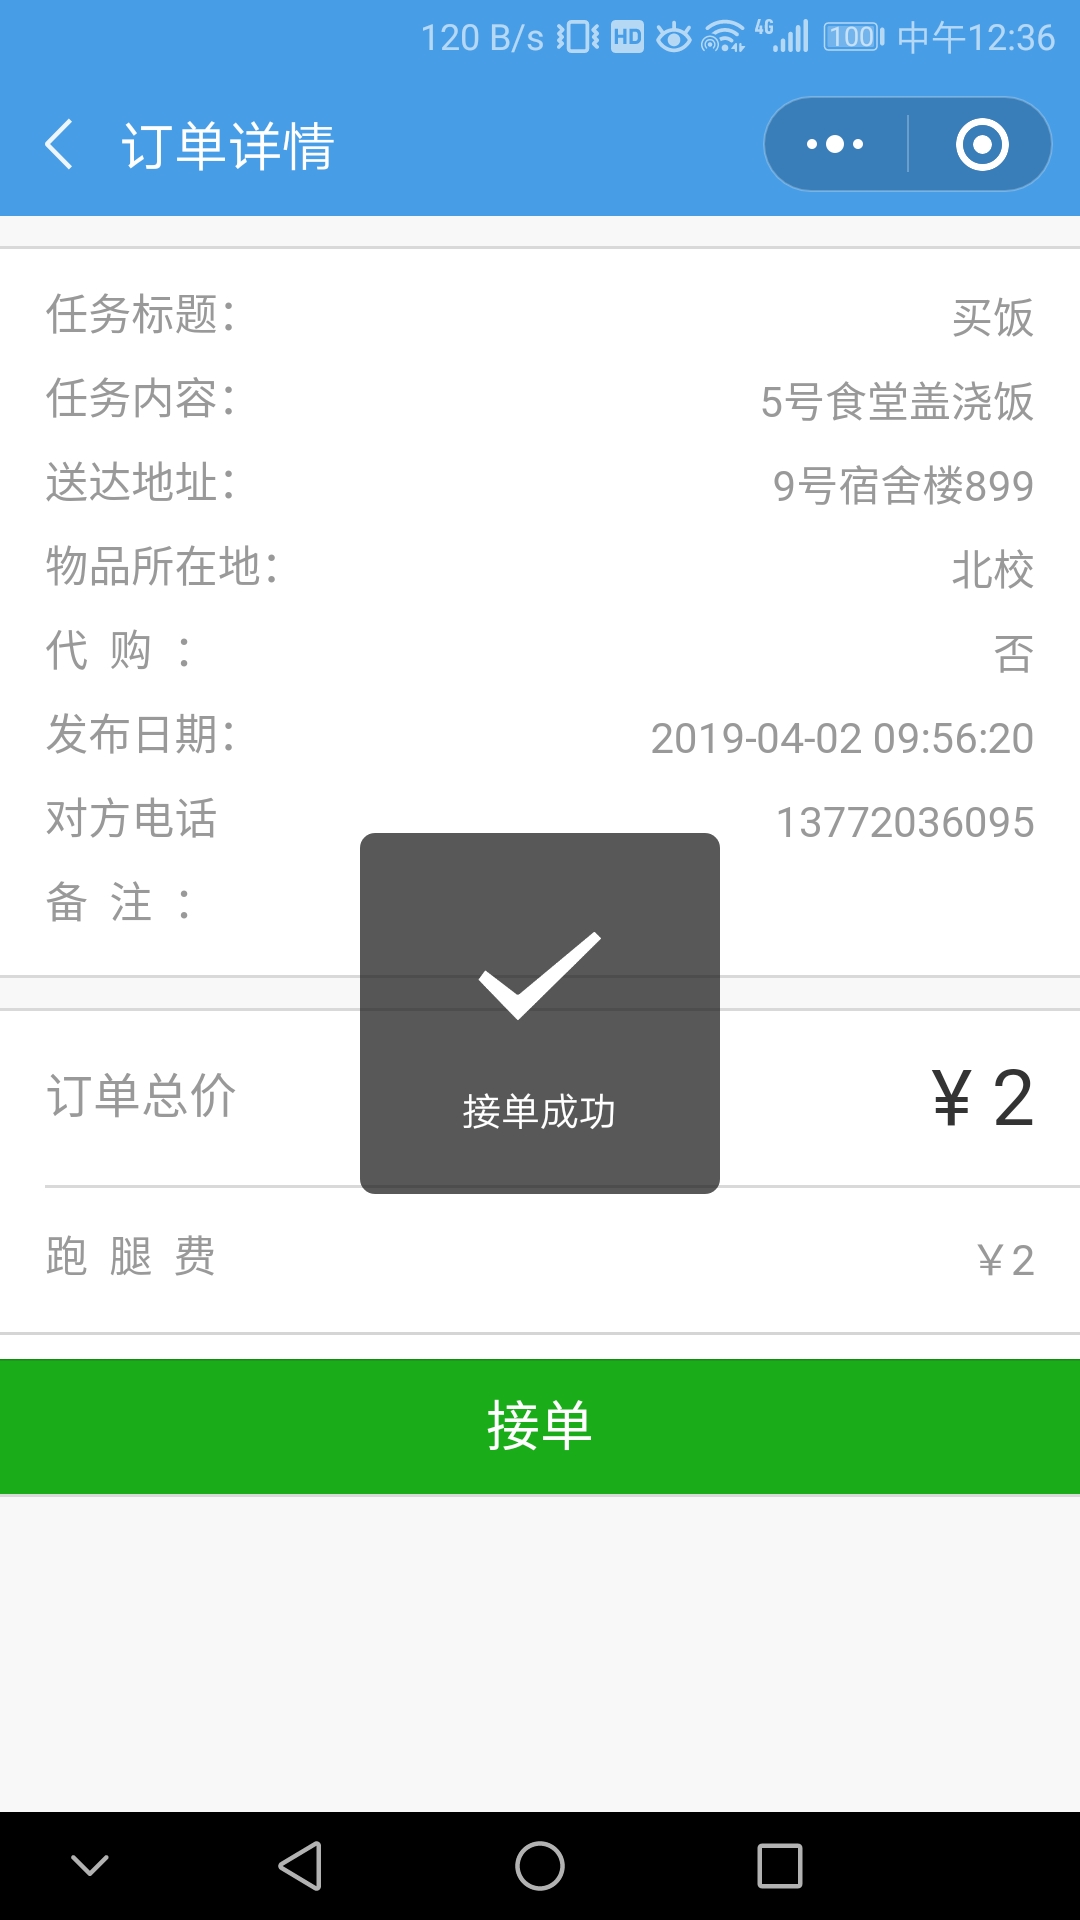 120 B/s HD 4G 100 中午12:36
订单详情
任务标题： 买饭
任务内容： 5号食堂盖浇饭
送达地址： 9号宿舍楼899
物品所在地： 北校
代 购 ： 否
发布日期： 2019-04-02 09:56:20
对方电话 13772036095
备 注 ：
接单成功
订单总价 ¥ 2
跑 腿 费 ￥2
接单